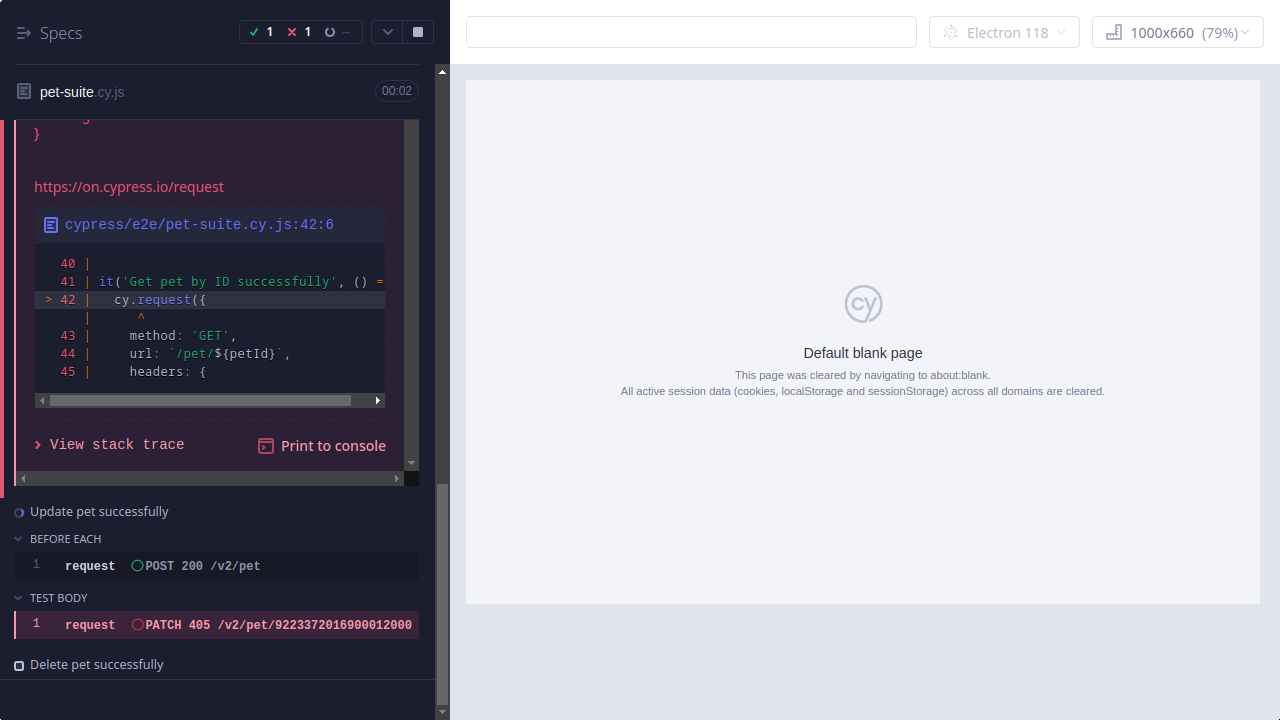 Specs
1
1
--
Electron 118
1000x660 (79%)
pet-suite.cy.js
00:02
}
https://on.cypress.io/request
cypress/e2e/pet-suite.cy.js:42:6
40 |
41 | it('Get pet by ID successfully', () =
> 42 |   cy.request({
|      ^
43 |     method: 'GET',
44 |     url: `/pet/${petId}`,
45 |     headers: {
View stack trace
Print to console
Update pet successfully
BEFORE EACH
1 request POST 200 /v2/pet
TEST BODY
1 request PATCH 405 /v2/pet/9223372016900012000
Delete pet successfully
cy
Default blank page
This page was cleared by navigating to about:blank.
All active session data (cookies, localStorage and sessionStorage) across all domains are cleared.